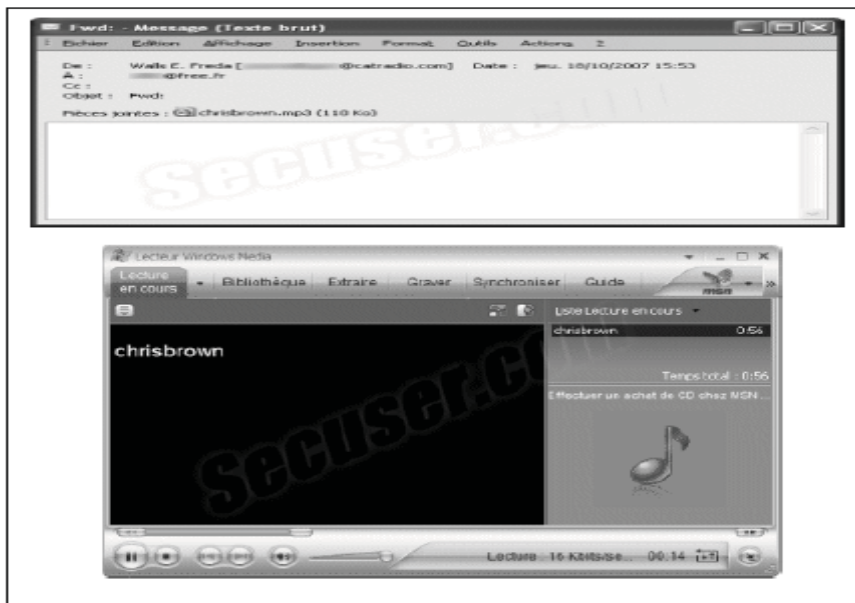 Fwd: - Message (Texte brut)
Edition Affichage Insertion Format Outils Actions ?
De : Walls E. Freda [ @catradio.com] Date : jeu. 18/10/2007 15:53
À : @free.fr
Cc :
Objet : Fwd:
Pièces jointes : chrisbrown.mp3 (110 Ko)
Secuser.com
Lecteur Windows Media
Lecture
en cours
Bibliothèque Extraire Graver Synchroniser Guide
msn
Liste Lecture en cours
chrisbrown 0:56
chrisbrown
Temps total : 0:56
Effectuer un achat de CD chez MSN ...
Secuser.com
Lecture : 16 Kbits/se... 00:14